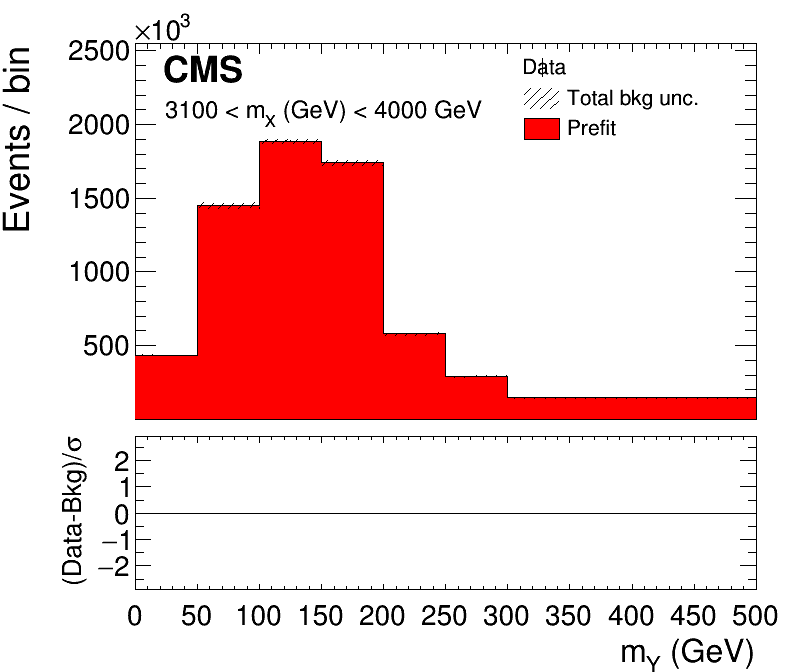 ×10³
Events / bin
2500
2000
1500
1000
500
CMS
3100 < mX (GeV) < 4000 GeV
Data
Total bkg unc.
Prefit
(Data-Bkg)/σ
2
1
0
−1
−2
0 50 100 150 200 250 300 350 400 450 500
mY (GeV)